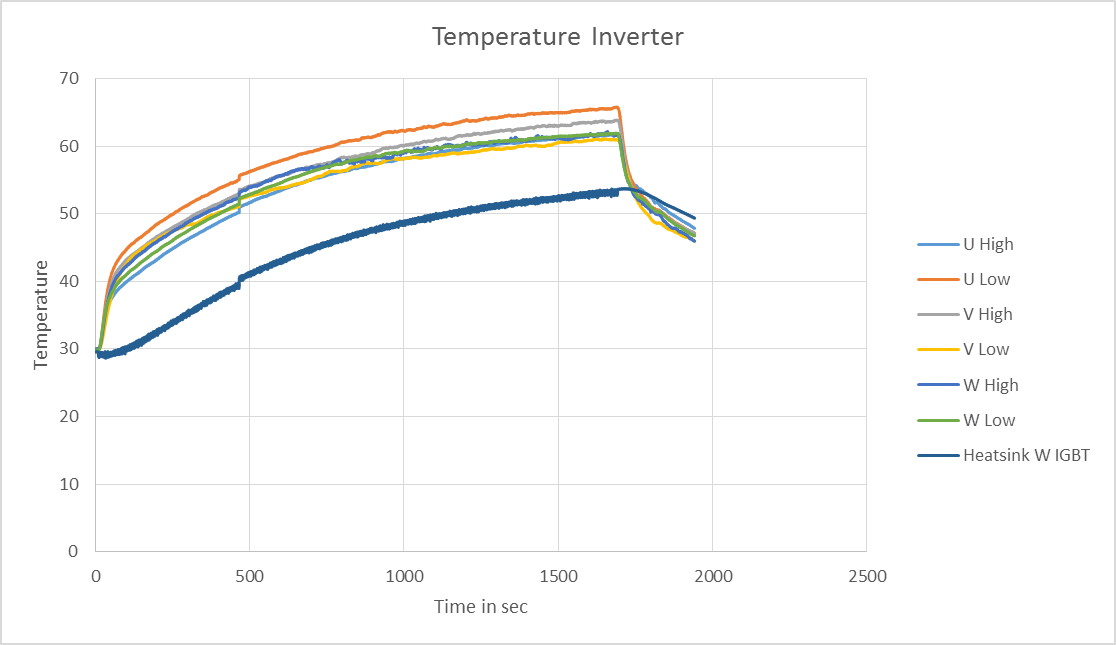 Temperature Inverter
70
60
50
40
30
20
10
0
Temperature
0 500 1000 1500 2000 2500
Time in sec
U High
U Low
V High
V Low
W High
W Low
Heatsink W IGBT